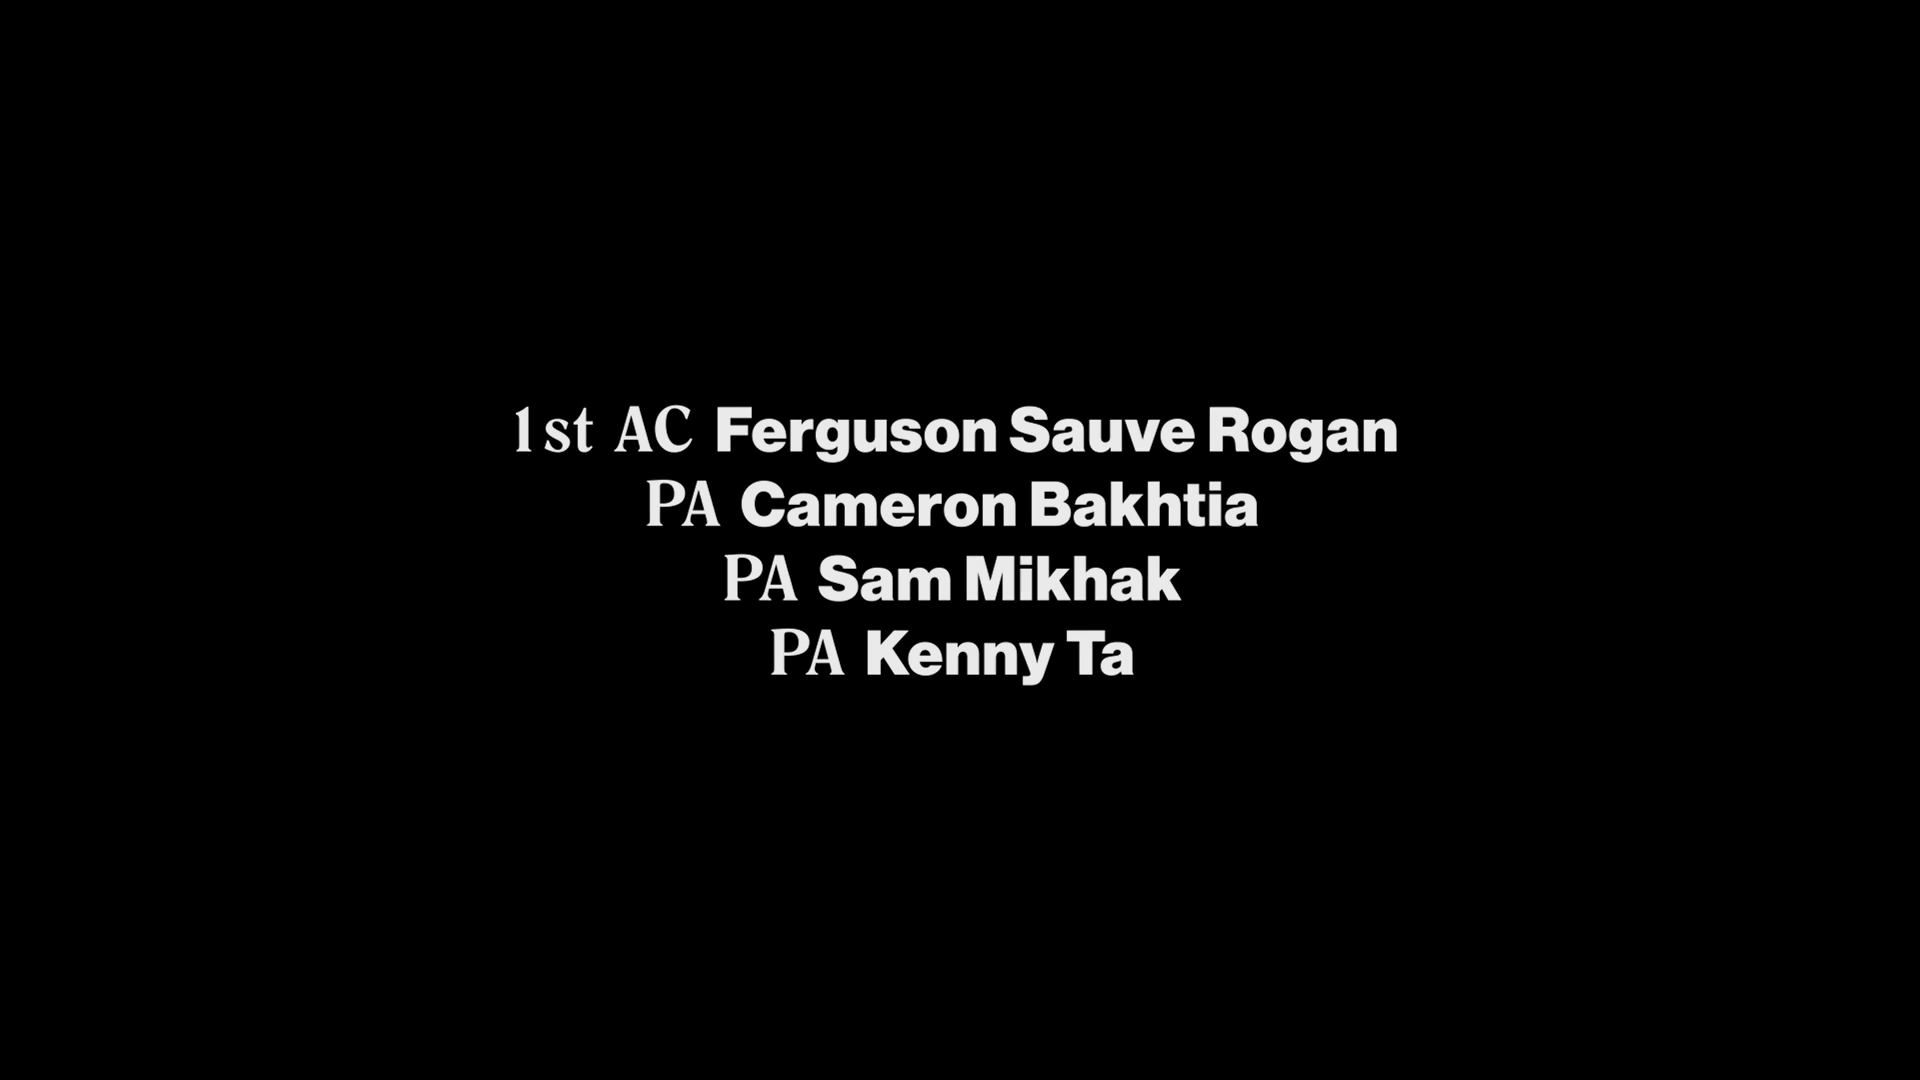 1st AC Ferguson Sauve Rogan
PA Cameron Bakhtia
PA Sam Mikhak
PA Kenny Ta